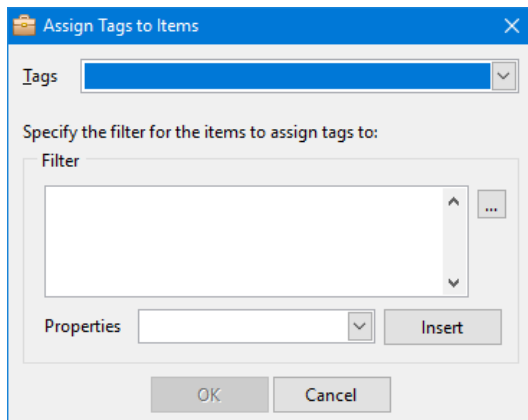 Assign Tags to Items
Tags
Specify the filter for the items to assign tags to:
Filter
...
Properties
Insert
OK
Cancel